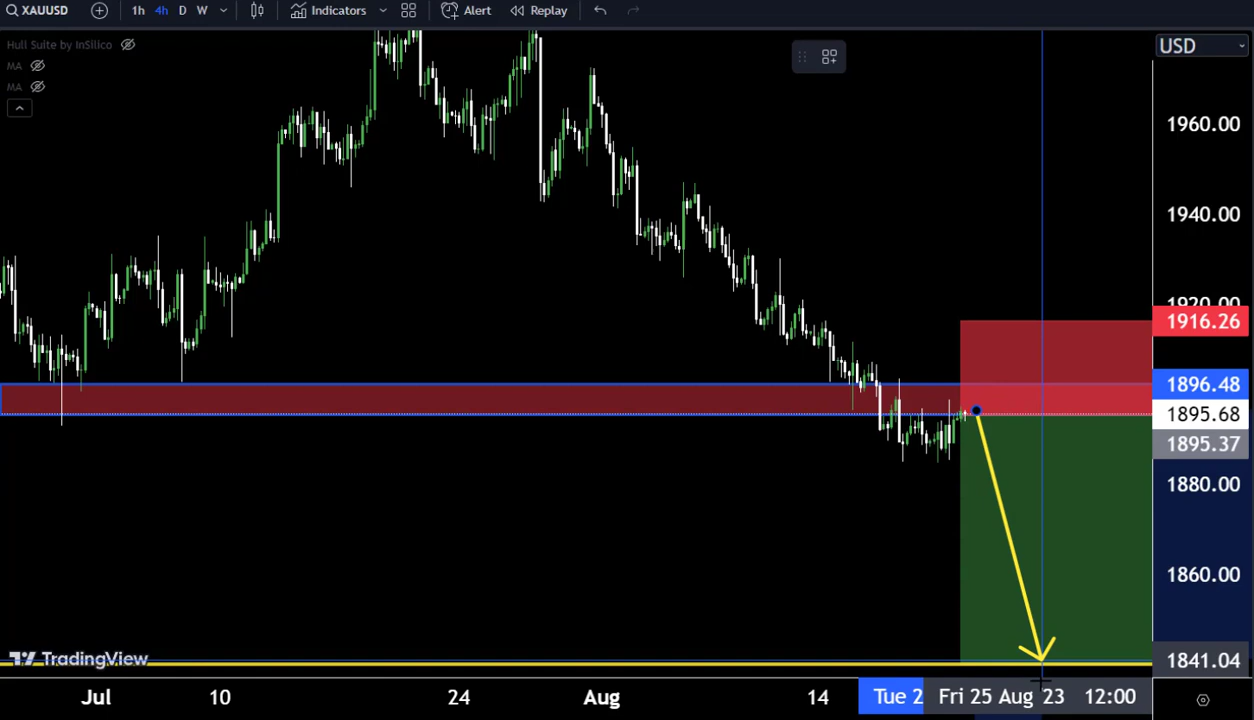 XAUUSD 1h 4h D W Indicators Alert Replay
Hull Suite by InSilico
MA
MA
USD
1960.00
1940.00
1920.00
1916.26
1896.48
1895.68
1895.37
1880.00
1860.00
1841.04
TradingView
Jul 10 24 Aug 14 Tue 2 Fri 25 Aug '23 12:00